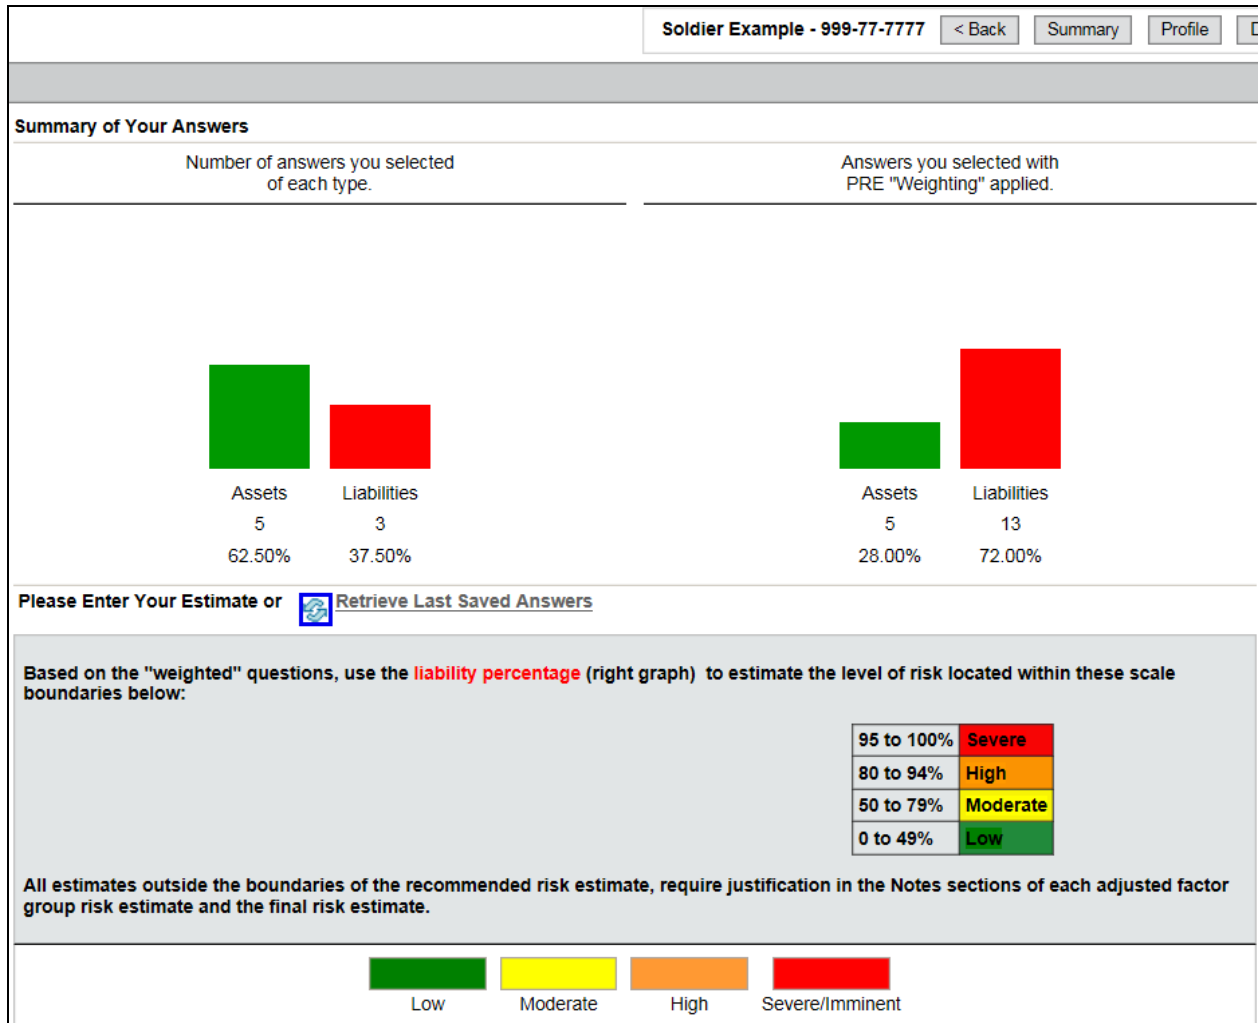 Soldier Example - 999-77-7777 < Back Summary Profile D
Summary of Your Answers
Number of answers you selected
of each type.
Answers you selected with
PRE "Weighting" applied.
Assets Liabilities
5 3
62.50% 37.50%
Assets Liabilities
5 13
28.00% 72.00%
Please Enter Your Estimate or Retrieve Last Saved Answers
Based on the "weighted" questions, use the liability percentage (right graph) to estimate the level of risk located within these scale
boundaries below:
95 to 100% Severe
80 to 94% High
50 to 79% Moderate
0 to 49% Low
All estimates outside the boundaries of the recommended risk estimate, require justification in the Notes sections of each adjusted factor
group risk estimate and the final risk estimate.
Low Moderate High Severe/Imminent